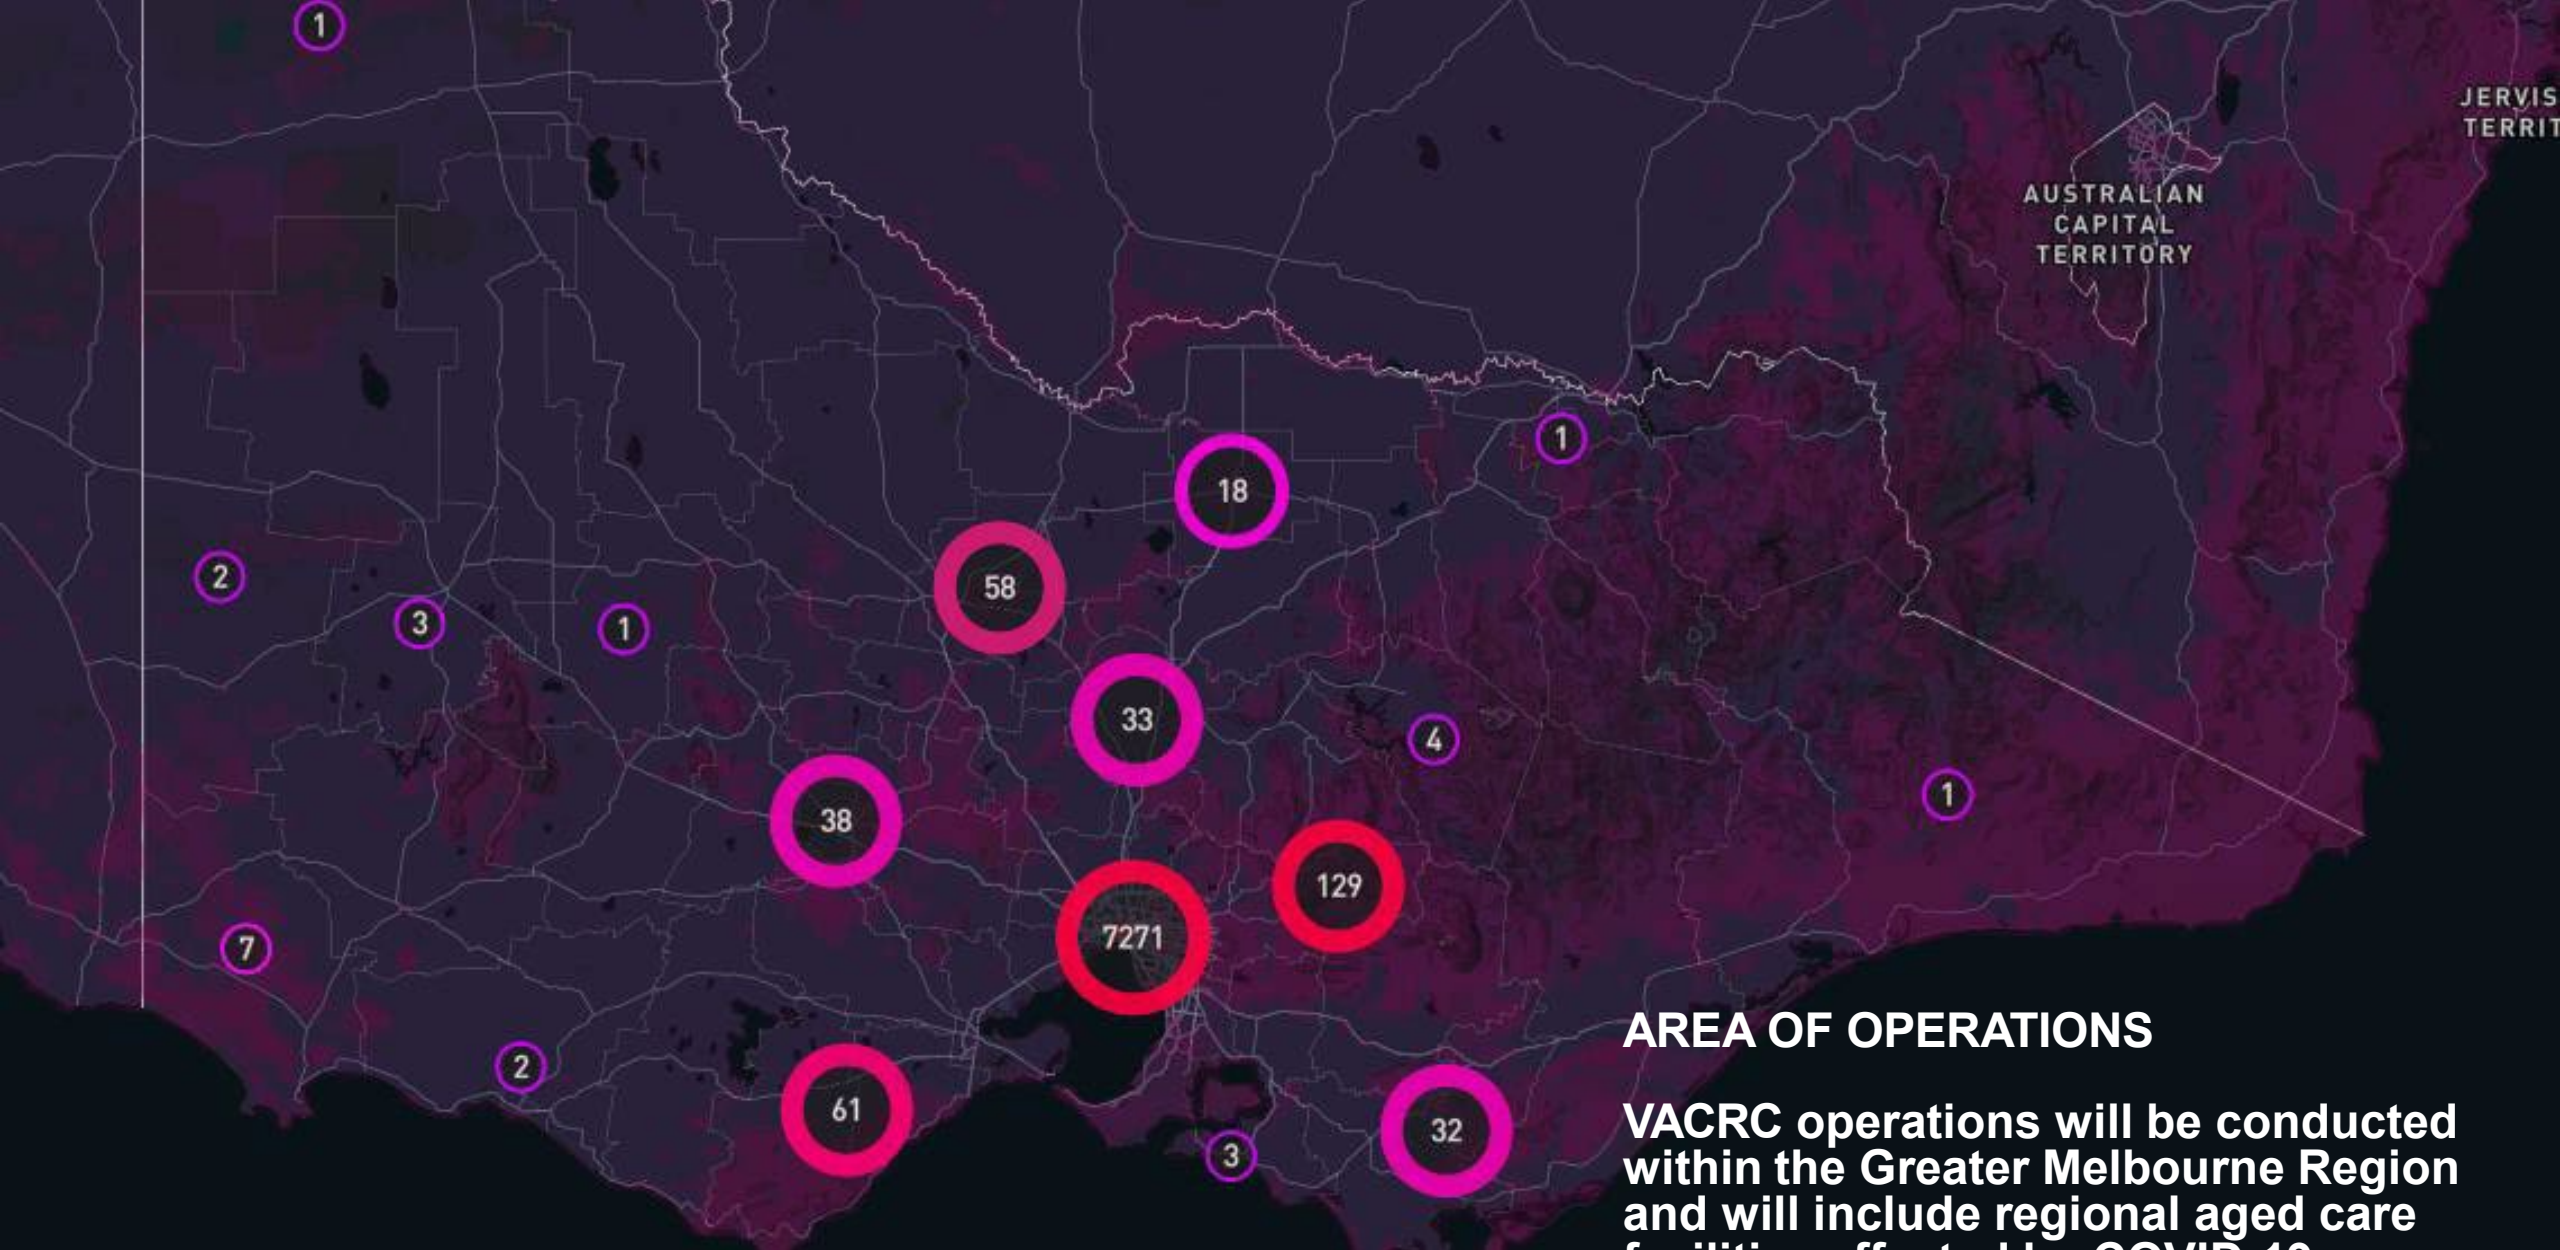 1
JERVIS
TERRIT
AUSTRALIAN
CAPITAL
TERRITORY
1
18
58
2
3
1
33
4
1
38
129
7271
7
2
61
32
3
AREA OF OPERATIONS
VACRC operations will be conducted
within the Greater Melbourne Region
and will include regional aged care